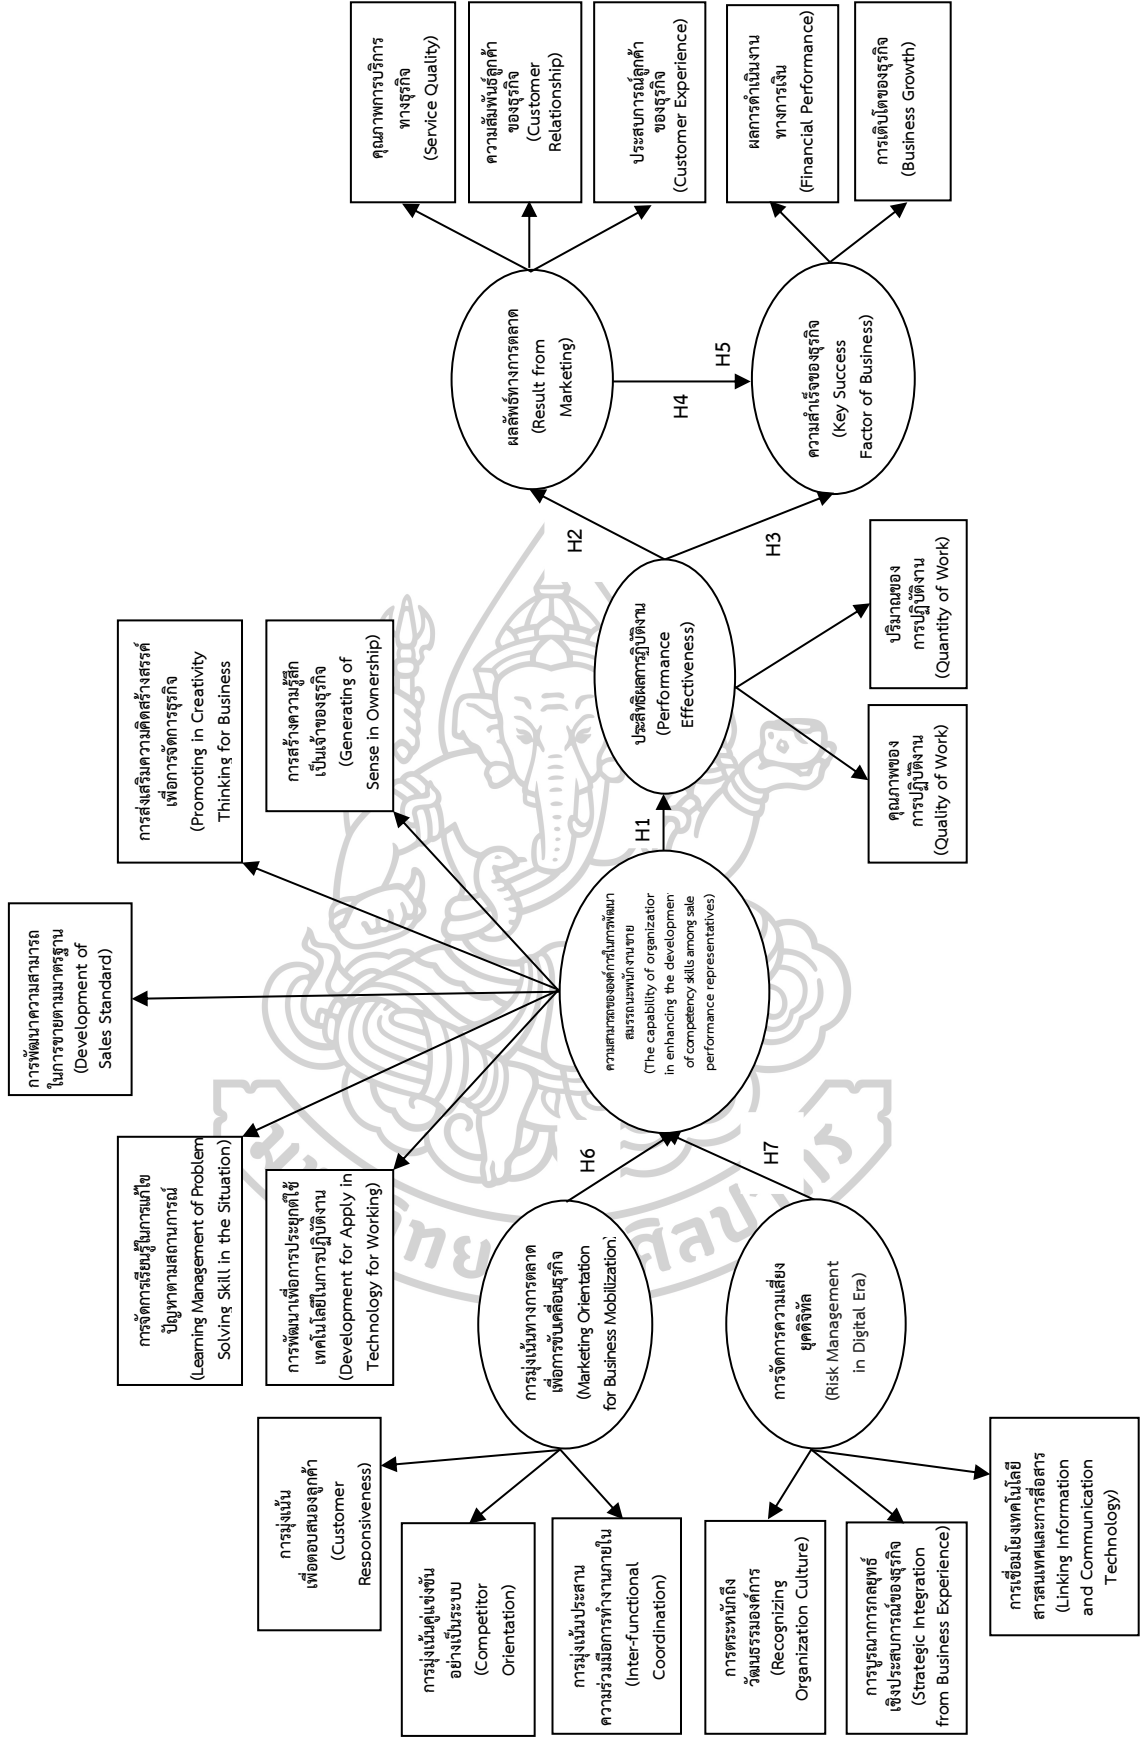 การพัฒนาความสามารถ
ในการขายตามมาตรฐาน
(Development of
Sales Standard)
การจัดการเรียนรู้ในการแก้ไข
ปัญหาตามสถานการณ์
(Learning Management of Problem
Solving Skill in the Situation)
การส่งเสริมความคิดสร้างสรรค์
เพื่อการจัดการธุรกิจ
(Promoting in Creativity
Thinking for Business
การพัฒนาเพื่อการประยุกต์ใช้
เทคโนโลยีในการปฏิบัติงาน
(Development for Apply in
Technology for Working)
การสร้างความรู้สึก
เป็นเจ้าของธุรกิจ
(Generating of
Sense in Ownership)
การมุ่งเน้น
เพื่อตอบสนองลูกค้า
(Customer
Responsiveness)
การมุ่งเน้นคู่แข่งขัน
อย่างเป็นระบบ
(Competitor
Orientation)
การมุ่งเน้นประสาน
ความร่วมมือการทำงานภายใน
(Inter-functional
Coordination)
การมุ่งเน้นทางการตลาด
เพื่อการขับเคลื่อนธุรกิจ
(Marketing Orientation
for Business Mobilization)
H6
การตระหนักถึง
วัฒนธรรมองค์การ
(Recognizing
Organization Culture)
การบูรณาการกลยุทธ์
เชิงประสบการณ์ของธุรกิจ
(Strategic Integration
from Business Experience)
การเชื่อมโยงเทคโนโลยี
สารสนเทศและการสื่อสาร
(Linking Information
and Communication
Technology)
การจัดการความเสี่ยง
ยุคดิจิทัล
(Risk Management
in Digital Era)
H7
ความสามารถขององค์การในการพัฒนา
สมรรถนะพนักงานขาย
(The capability of organization
in enhancing the developmen
of competency skills among sale
performance representatives)
H1
ประสิทธิผลการปฏิบัติงาน
(Performance
Effectiveness)
คุณภาพของ
การปฏิบัติงาน
(Quality of Work)
ปริมาณของ
การปฏิบัติงาน
(Quantity of Work)
H2
H3
ผลลัพธ์ทางการตลาด
(Result from
Marketing)
H4
H5
ความสำเร็จของธุรกิจ
(Key Success
Factor of Business)
คุณภาพการบริการ
ทางธุรกิจ
(Service Quality)
ความสัมพันธ์ลูกค้า
ของธุรกิจ
(Customer
Relationship)
ประสบการณ์ลูกค้า
ของธุรกิจ
(Customer Experience)
ผลการดำเนินงาน
ทางการเงิน
(Financial Performance)
การเติบโตของธุรกิจ
(Business Growth)